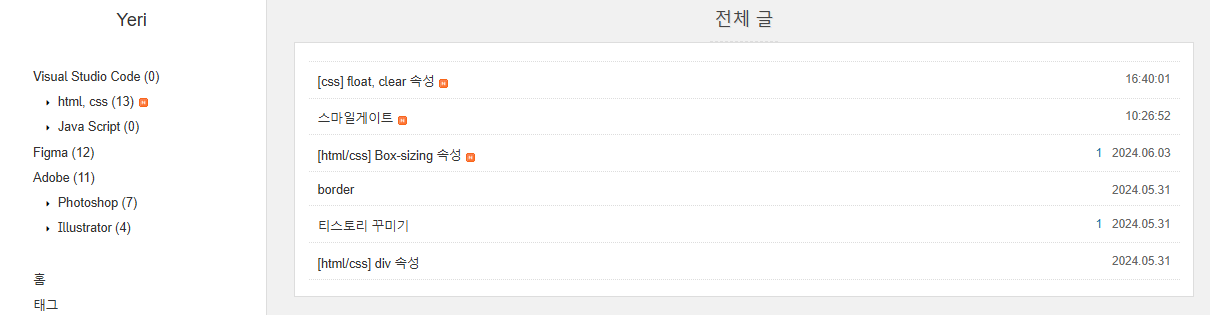 Yeri
Visual Studio Code (0)
html, css (13) N
Java Script (0)
Figma (12)
Adobe (11)
Photoshop (7)
Illustrator (4)
홈
태그
전체 글
[css] float, clear 속성 N 16:40:01
스마일게이트 N 10:26:52
[html/css] Box-sizing 속성 N 1 2024.06.03
border 2024.05.31
티스토리 꾸미기 1 2024.05.31
[html/css] div 속성 2024.05.31